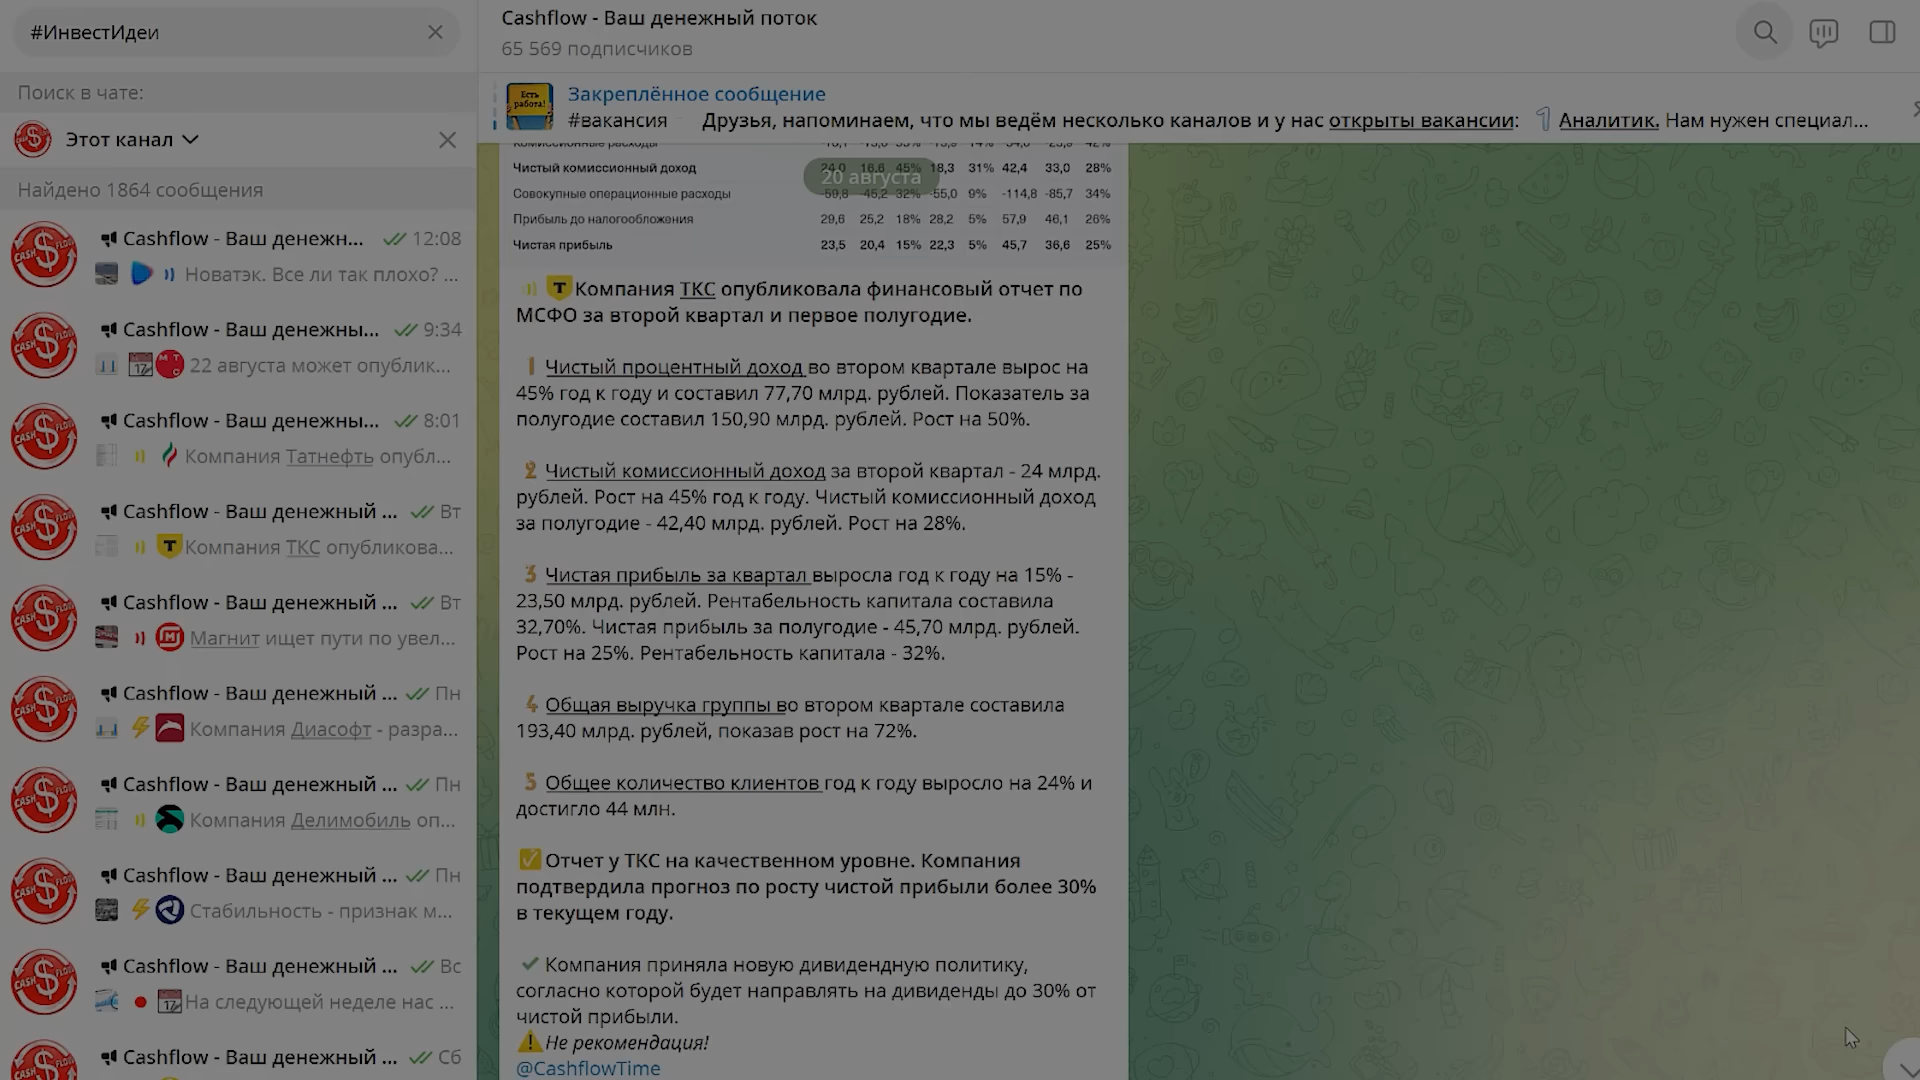 #ИнвестИдеи
Поиск в чате:
Этот канал
Найдено 1864 сообщения
Cashflow - Ваш денежн... 12:08
Новатэк. Все ли так плохо? ...
Cashflow - Ваш денежны... 9:34
22 августа может опублик...
Cashflow - Ваш денежны... 8:01
Компания Татнефть опубл...
Cashflow - Ваш денежный ... Вт
Компания ТКС опубликова...
Cashflow - Ваш денежный ... Вт
Магнит ищет пути по увел...
Cashflow - Ваш денежный ... Пн
Компания Диасофт - разра...
Cashflow - Ваш денежный ... Пн
Компания Делимобиль оп...
Cashflow - Ваш денежный ... Пн
Стабильность - признак м...
Cashflow - Ваш денежный ... Вс
На следующей неделе нас ...
Cashflow - Ваш денежный ... Сб
Cashflow - Ваш денежный поток
65 569 подписчиков
Есть работа!
Закреплённое сообщение
#вакансия Друзья, напоминаем, что мы ведём несколько каналов и у нас открыты вакансии: 1 Аналитик. Нам нужен специал...
20 августа
Чистый комиссионный доход 24,0 16,6 45% 18,3 31% 42,4 33,0 28%
Совокупные операционные расходы -59,8 -45,2 32% -55,0 9% -114,8 -85,7 34%
Прибыль до налогообложения 29,6 25,2 18% 28,2 5% 57,9 46,1 26%
Чистая прибыль 23,5 20,4 15% 22,3 5% 45,7 36,6 25%
Компания ТКС опубликовала финансовый отчет по
МСФО за второй квартал и первое полугодие.
1 Чистый процентный доход во втором квартале вырос на
45% год к году и составил 77,70 млрд. рублей. Показатель за
полугодие составил 150,90 млрд. рублей. Рост на 50%.
2 Чистый комиссионный доход за второй квартал - 24 млрд.
рублей. Рост на 45% год к году. Чистый комиссионный доход
за полугодие - 42,40 млрд. рублей. Рост на 28%.
3 Чистая прибыль за квартал выросла год к году на 15% -
23,50 млрд. рублей. Рентабельность капитала составила
32,70%. Чистая прибыль за полугодие - 45,70 млрд. рублей.
Рост на 25%. Рентабельность капитала - 32%.
4 Общая выручка группы во втором квартале составила
193,40 млрд. рублей, показав рост на 72%.
5 Общее количество клиентов год к году выросло на 24% и
достигло 44 млн.
Отчет у ТКС на качественном уровне. Компания
подтвердила прогноз по росту чистой прибыли более 30%
в текущем году.
Компания приняла новую дивидендную политику,
согласно которой будет направлять на дивиденды до 30% от
чистой прибыли.
Не рекомендация!
@CashflowTime